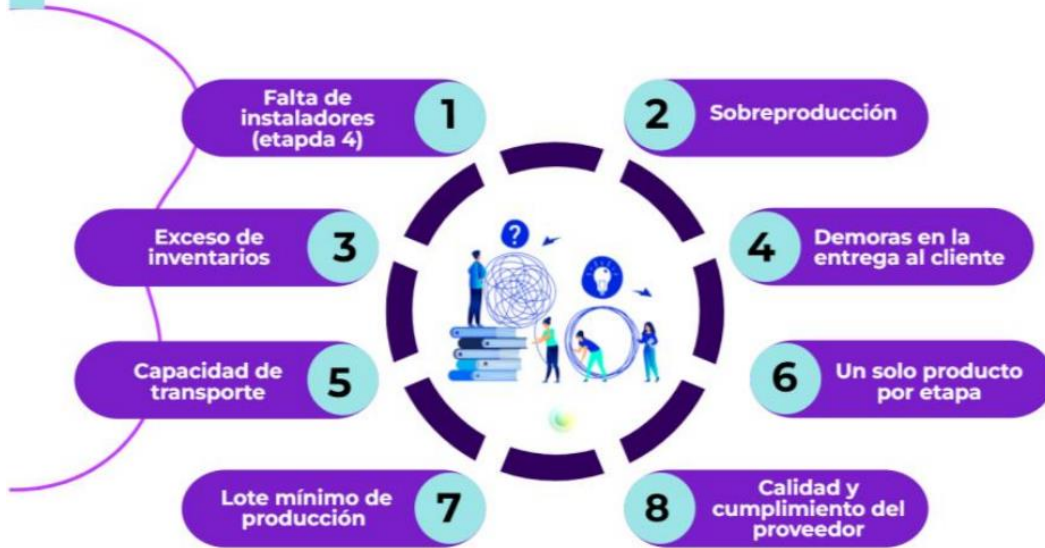 Falta de
instaladores
(etapda 4)
1
2
Sobreproducción
Exceso de
inventarios
3
4
Demoras en la
entrega al cliente
Capacidad de
transporte
5
6
Un solo producto
por etapa
Lote mínimo de
producción
7
8
Calidad y
cumplimiento del
proveedor
?